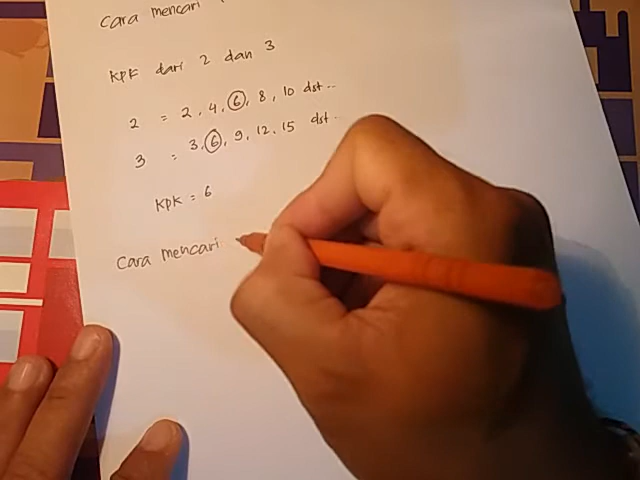 Cara mencari
KPK dari 2 dan 3
2 = 2, 4, 6, 8, 10 dst...
3 = 3, 6, 9, 12, 15 dst..
KPK = 6
Cara mencari